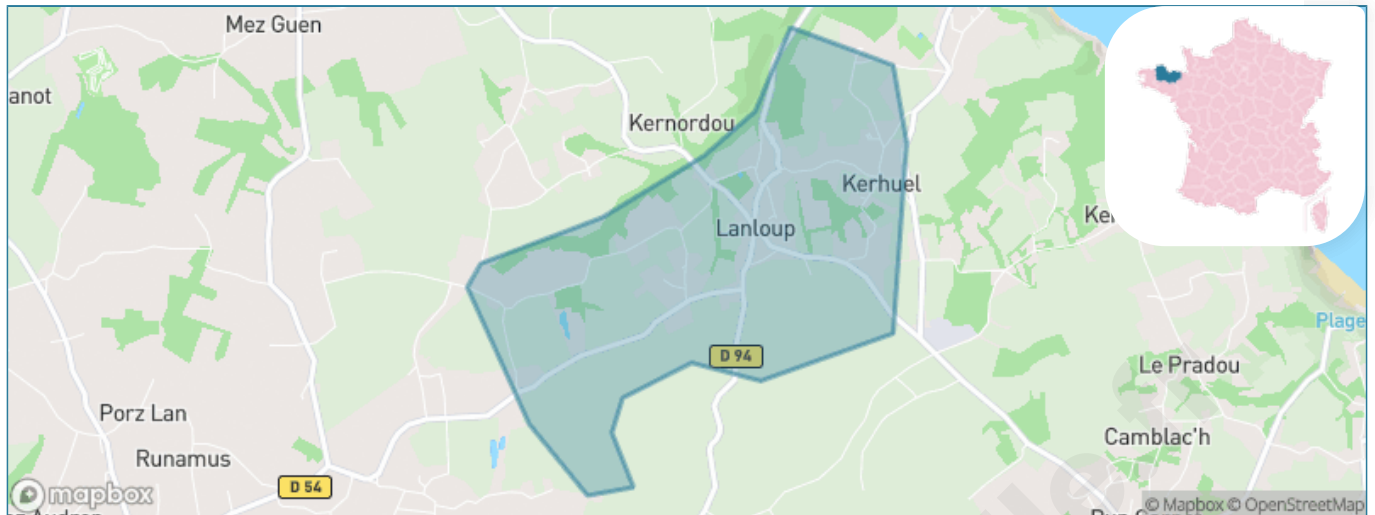 Mez Guen
anot
Kernordou
Kerhuel
Lanloup
Plage
D 94
Le Pradou
Porz Lan
Camblac'h
Runamus
D 54
mapbox
© Mapbox © OpenStreetMap